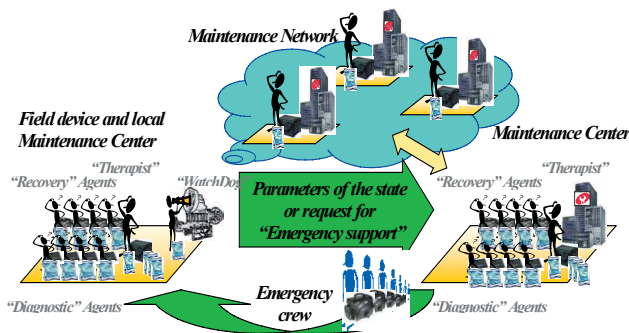 Maintenance Network
Field device and local
Maintenance Center
Maintenance Center
"Therapist"
"Recovery" Agents
"WatchDog"
Parameters of the state
or request for
"Emergency support"
"Therapist"
"Recovery" Agents
"Diagnostic" Agents
Emergency
crew
"Diagnostic" Agents